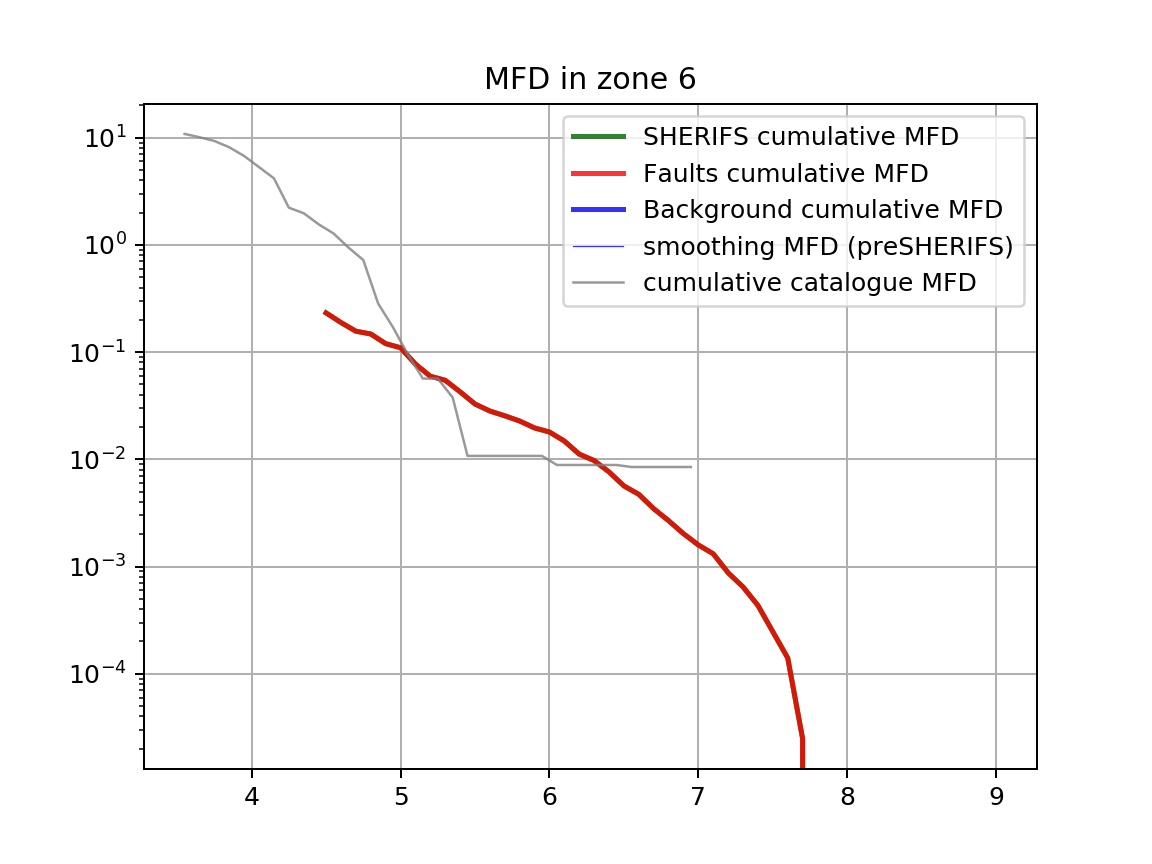 MFD in zone 6
SHERIFS cumulative MFD
Faults cumulative MFD
Background cumulative MFD
smoothing MFD (preSHERIFS)
cumulative catalogue MFD
10¹
10⁰
10⁻¹
10⁻²
10⁻³
10⁻⁴
4 5 6 7 8 9